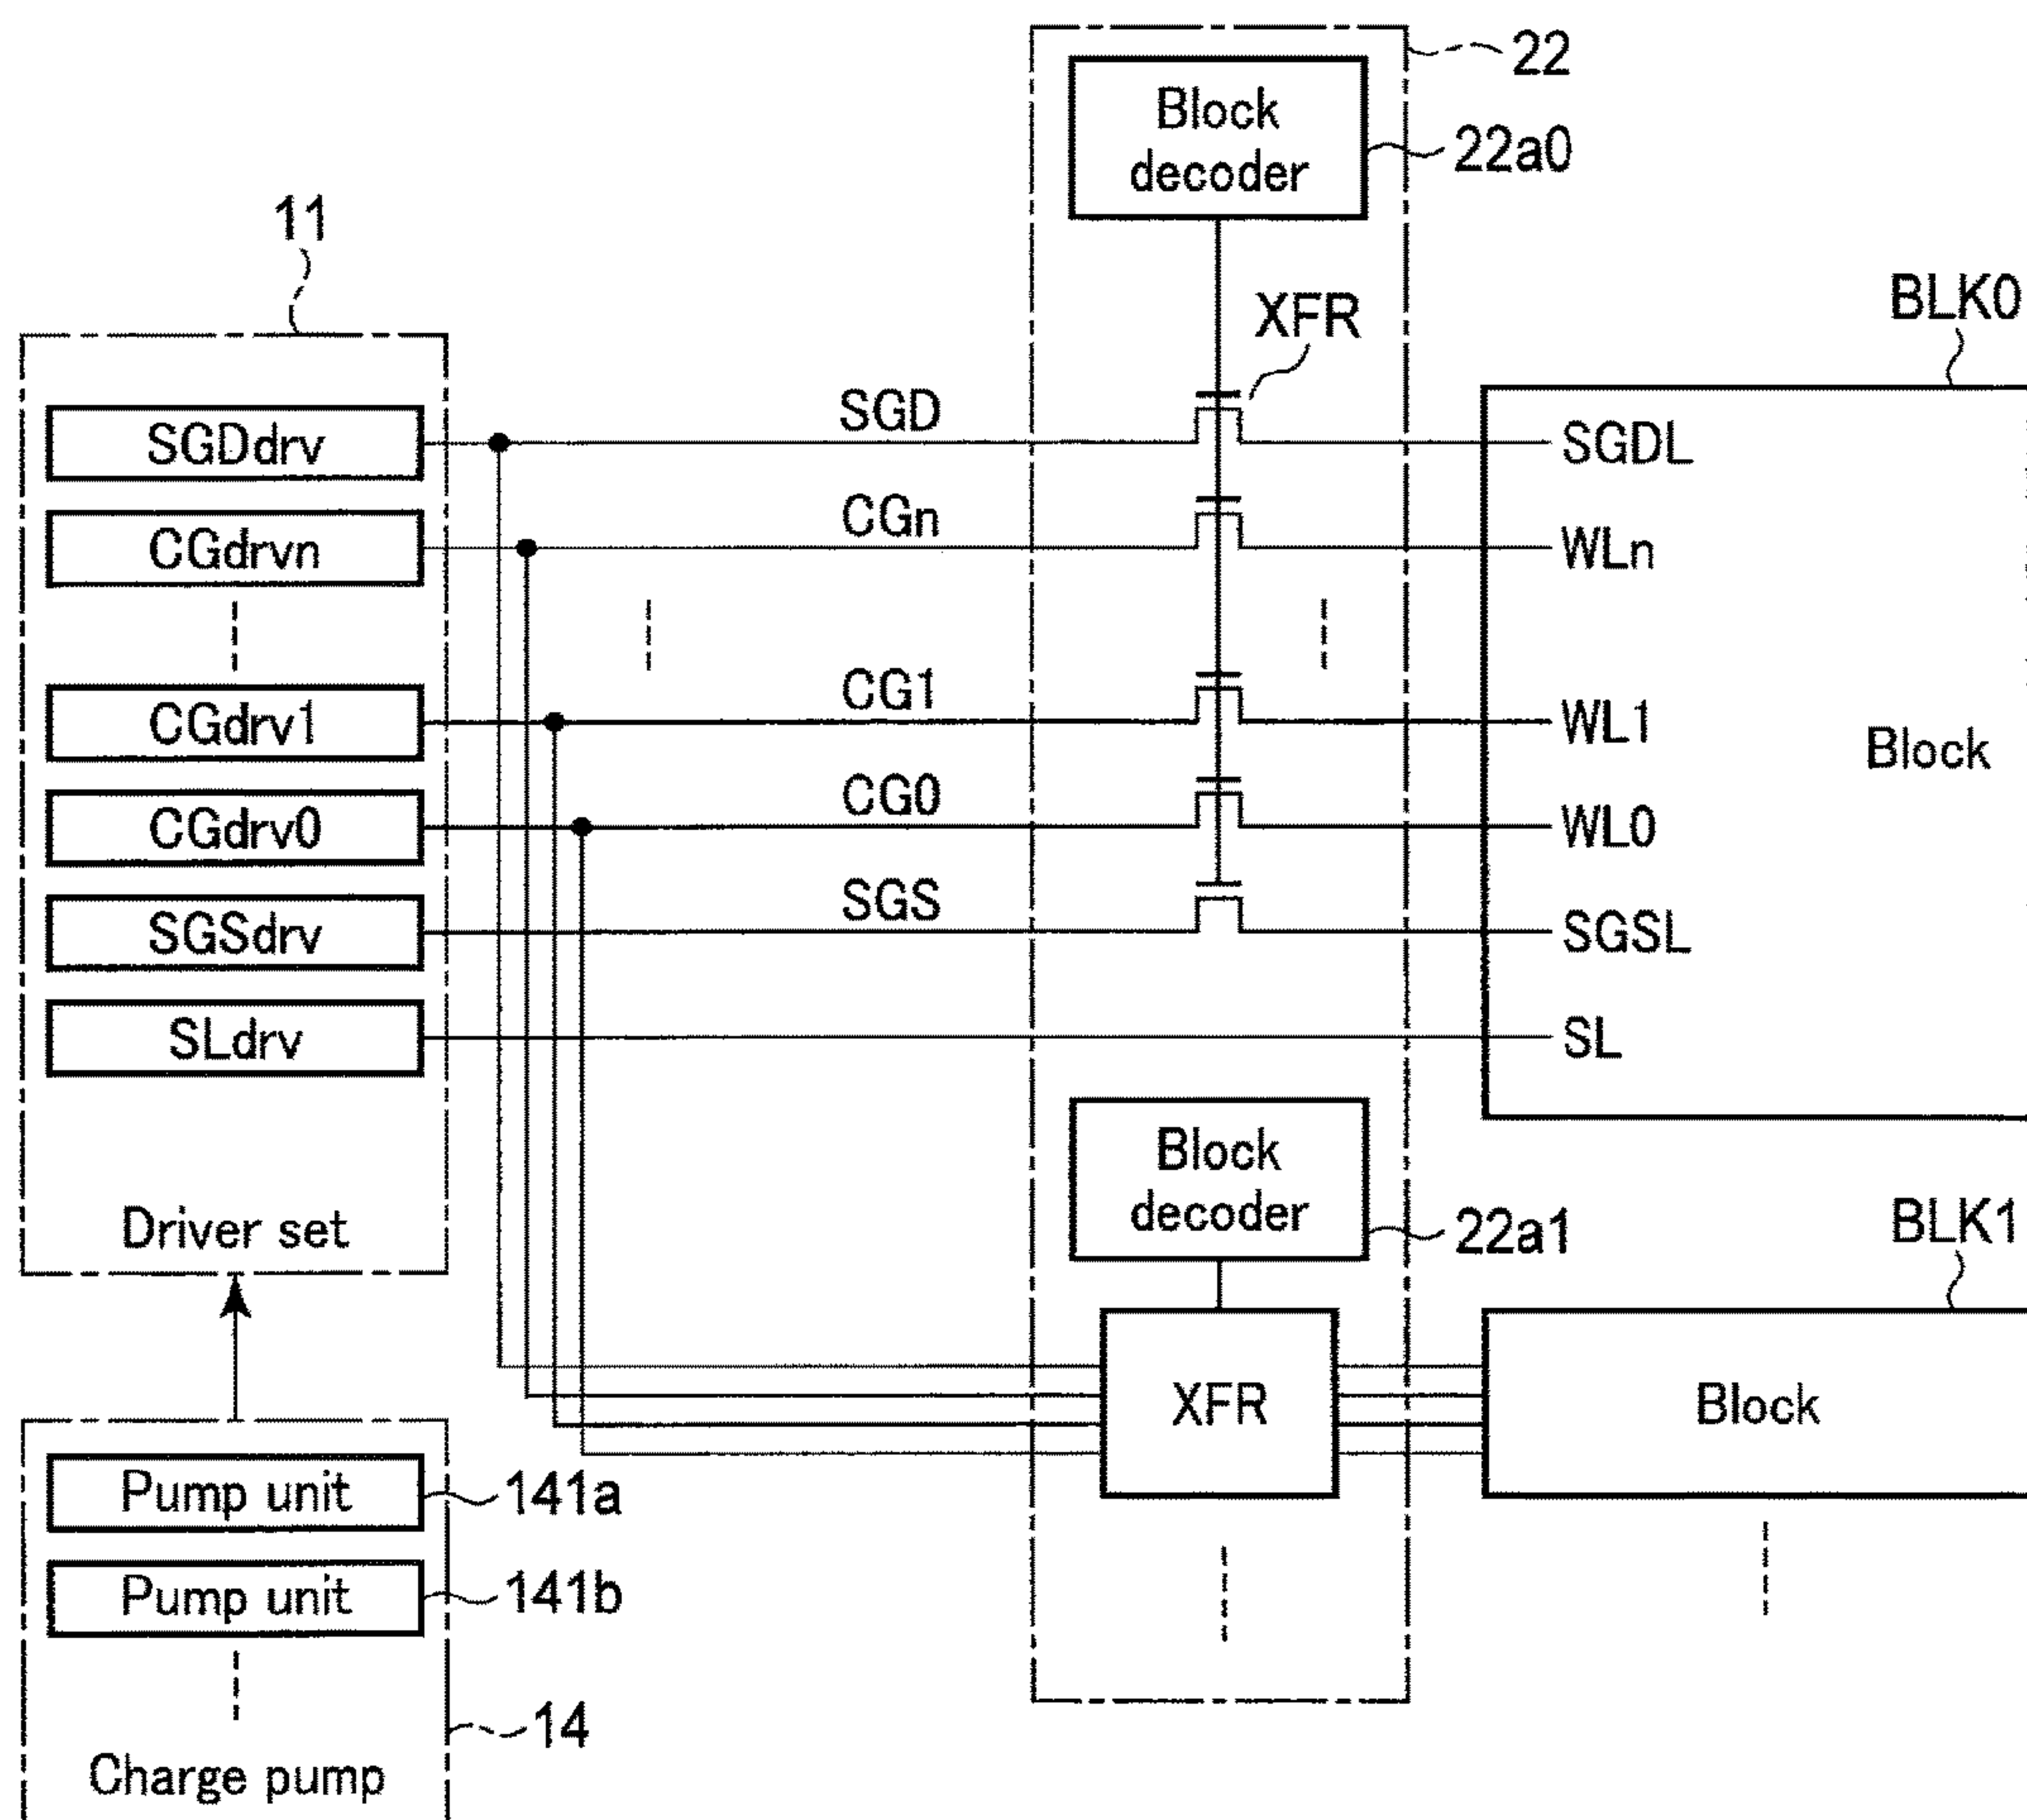 22
Block
decoder
22a0
11
XFR
BLK0
SGDdrv
SGD
SGDL
CGdrvn
CGn
WLn
CGdrv1
CG1
WL1
Block
CGdrv0
CG0
WL0
SGSdrv
SGS
SGSL
SLdrv
SL
Block
decoder
22a1
BLK1
Driver set
XFR
Block
Pump unit
141a
Pump unit
141b
14
Charge pump